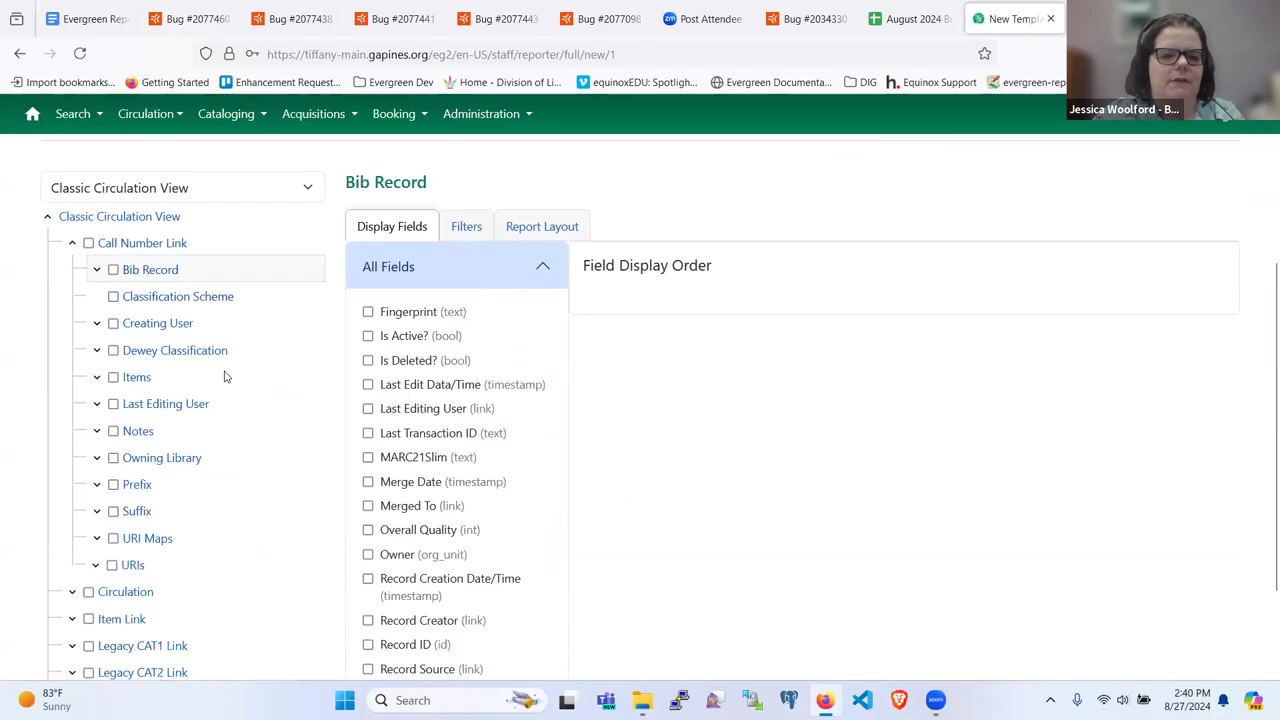 Evergreen Rep
Bug #2077460
Bug #2077438
Bug #2077441
Bug #2077443
Bug #2077098
Post Attendee
Bug #2034330
August 2024 B
New Templ
https://tiffany-main.gapines.org/eg2/en-US/staff/reporter/full/new/1
Import bookmarks...
Getting Started
Enhancement Request...
Evergreen Dev
Home - Division of Li...
equinoxEDU: Spotligh...
Evergreen Documenta...
DIG
Equinox Support
evergreen-rep
Jessica Woolford - B...
Search
Circulation
Cataloging
Acquisitions
Booking
Administration
Classic Circulation View
Classic Circulation View
Call Number Link
Bib Record
Classification Scheme
Creating User
Dewey Classification
Items
Last Editing User
Notes
Owning Library
Prefix
Suffix
URI Maps
URIs
Circulation
Item Link
Legacy CAT1 Link
Legacy CAT2 Link
Bib Record
Display Fields
Filters
Report Layout
All Fields
Fingerprint (text)
Is Active? (bool)
Is Deleted? (bool)
Last Edit Data/Time (timestamp)
Last Editing User (link)
Last Transaction ID (text)
MARC21Slim (text)
Merge Date (timestamp)
Merged To (link)
Overall Quality (int)
Owner (org_unit)
Record Creation Date/Time
(timestamp)
Record Creator (link)
Record ID (id)
Record Source (link)
Field Display Order
83°F
Sunny
Search
NEW
zoom
2:40 PM
8/27/2024
PRE